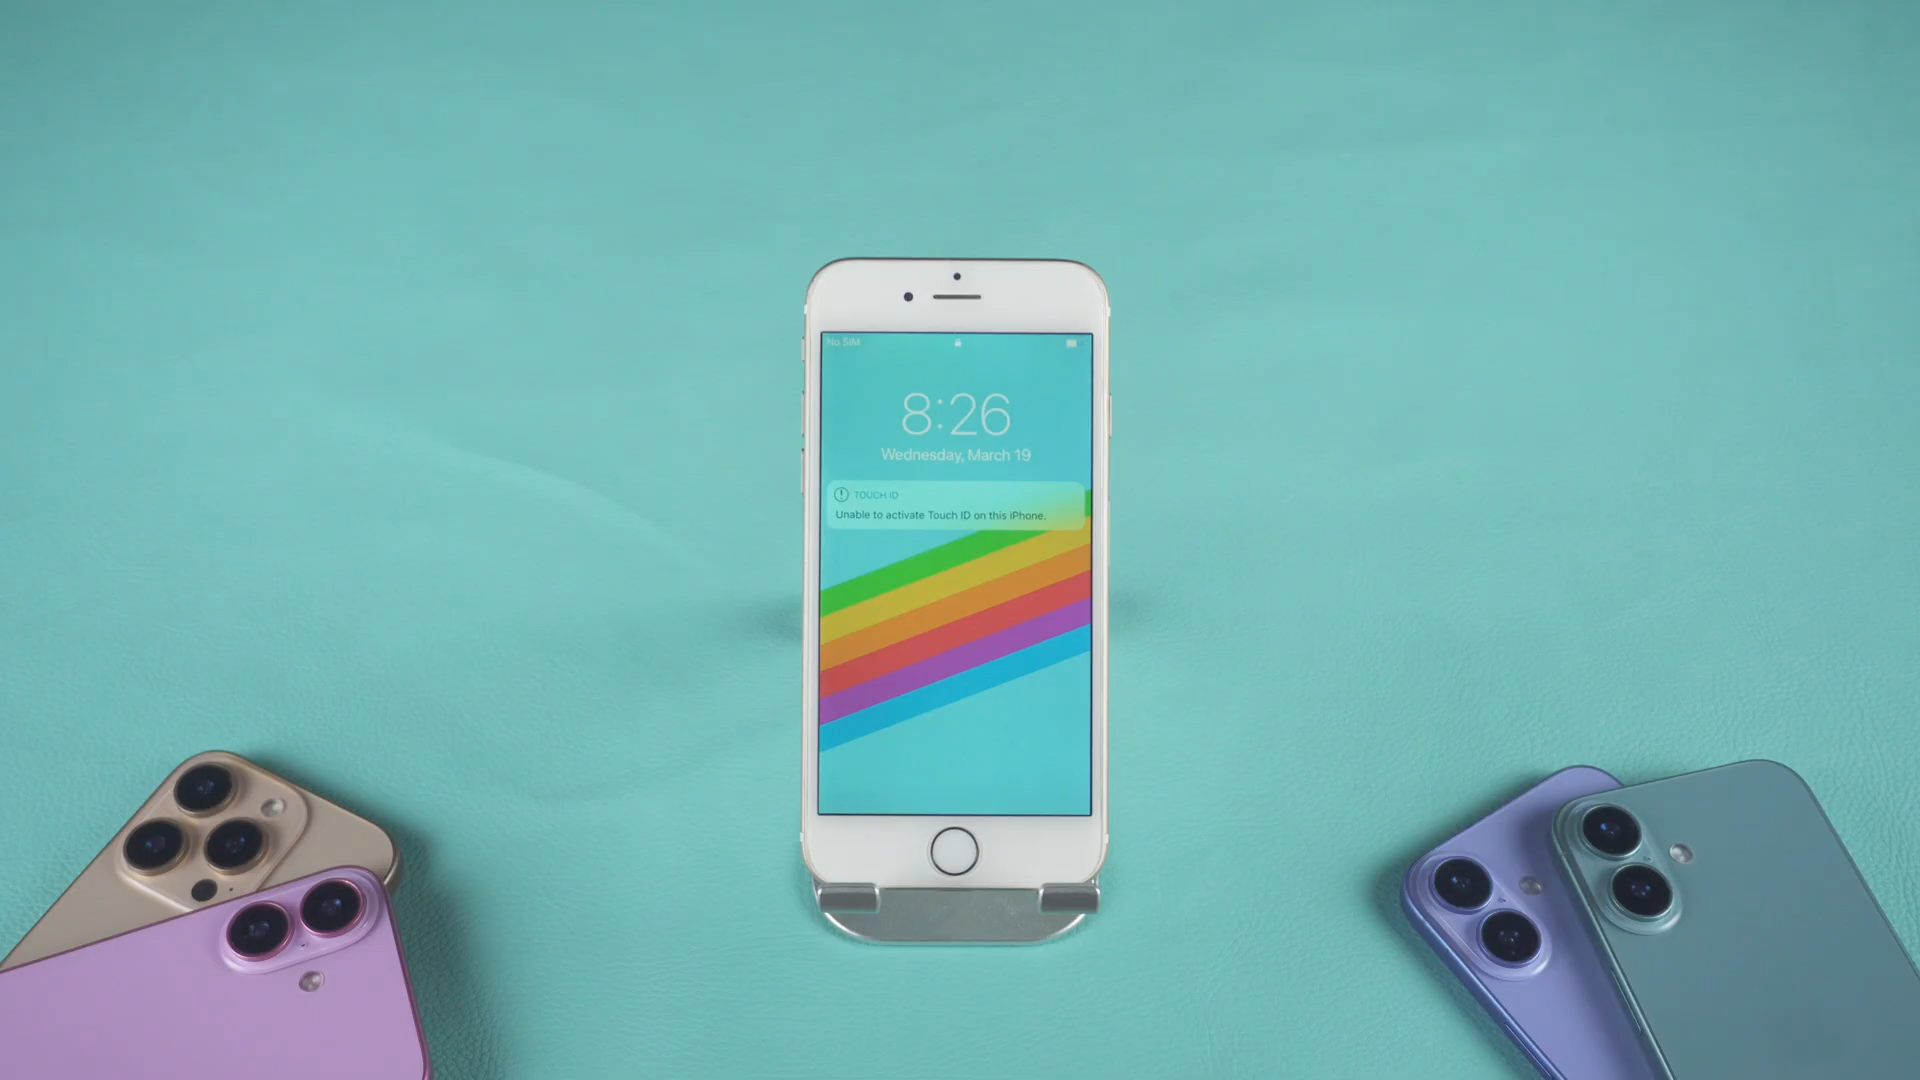 No SIM
8:26
Wednesday, March 19
TOUCH ID
Unable to activate Touch ID on this iPhone.